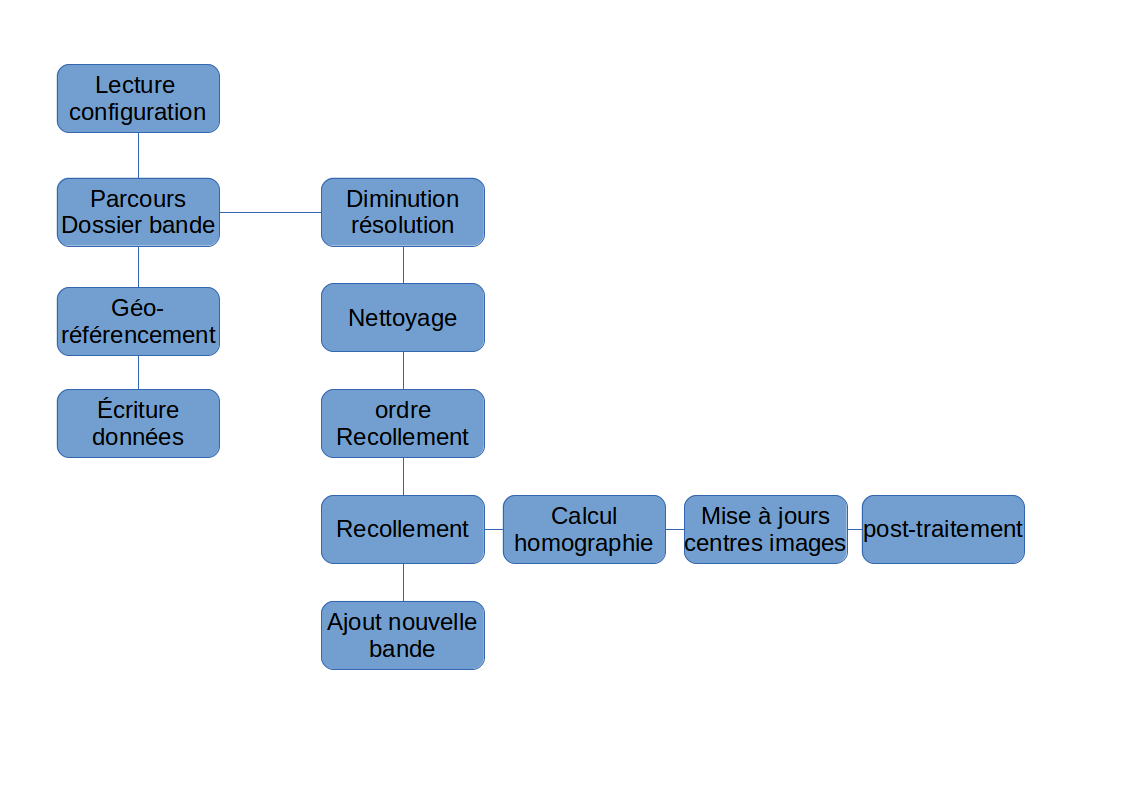 Lecture
configuration
Parcours
Dossier bande
Diminution
résolution
Géo-
référencement
Nettoyage
Écriture
données
ordre
Recollement
Recollement
Calcul
homographie
Mise à jours
centres images
post-traitement
Ajout nouvelle
bande